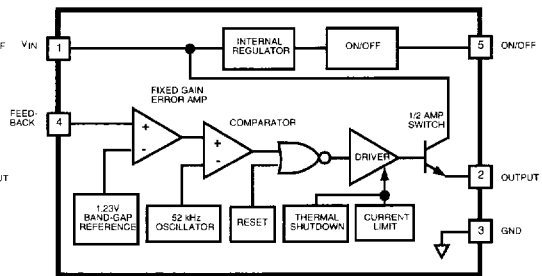 F VIN 1
INTERNAL
REGULATOR
ON/OFF
5 ON/OFF
FIXED GAIN
ERROR AMP
COMPARATOR
1/2 AMP
SWITCH
FEED-
BACK
4
+
-
+
-
DRIVER
UT
2 OUTPUT
1.23V
BAND-GAP
REFERENCE
52 kHz
OSCILLATOR
RESET
THERMAL
SHUTDOWN
CURRENT
LIMIT
3 GND